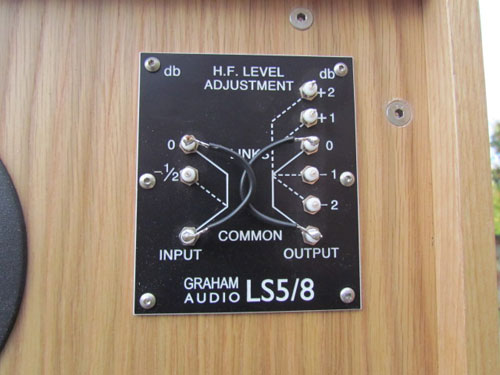 db H.F. LEVEL db
ADJUSTMENT
+2
+1
0 0
-½ -1
-2
COMMON
INPUT OUTPUT
GRAHAM
AUDIO LS5/8